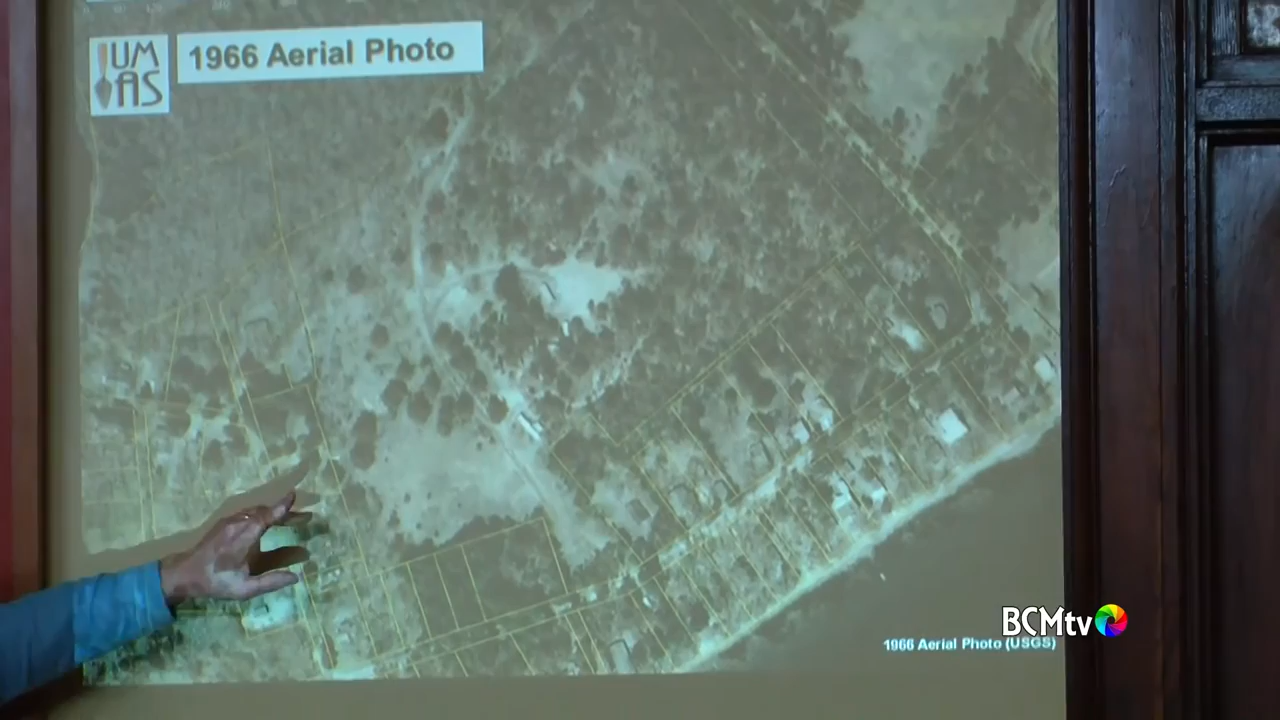 UM
AS
1966 Aerial Photo
BCMtv
1966 Aerial Photo (USGS)